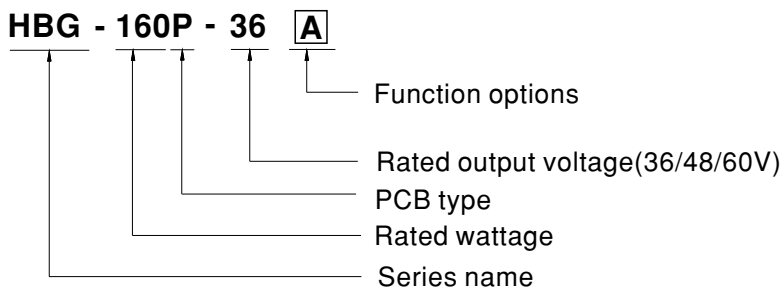 HBG - 160P - 36 A
Function options
Rated output voltage(36/48/60V)
PCB type
Rated wattage
Series name